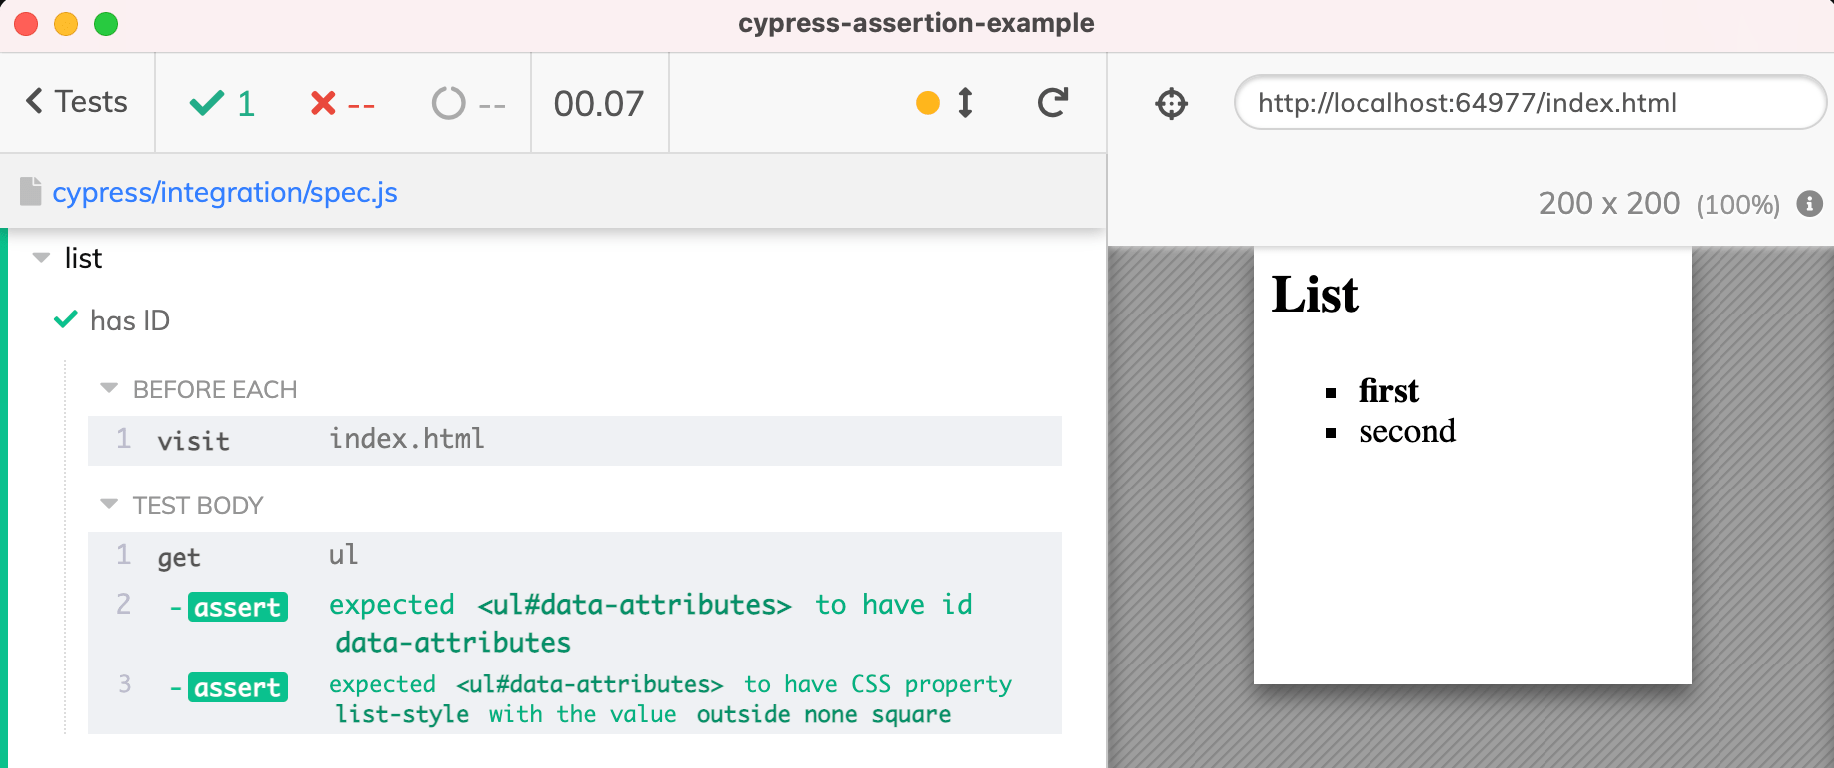 cypress-assertion-example
Tests 1 -- -- 00.07
http://localhost:64977/index.html
cypress/integration/spec.js
200 x 200 (100%)
list
has ID
BEFORE EACH
1 visit index.html
TEST BODY
1 get ul
2 -assert expected <ul#data-attributes> to have id
data-attributes
3 -assert expected <ul#data-attributes> to have CSS property
list-style with the value outside none square
List
first
second